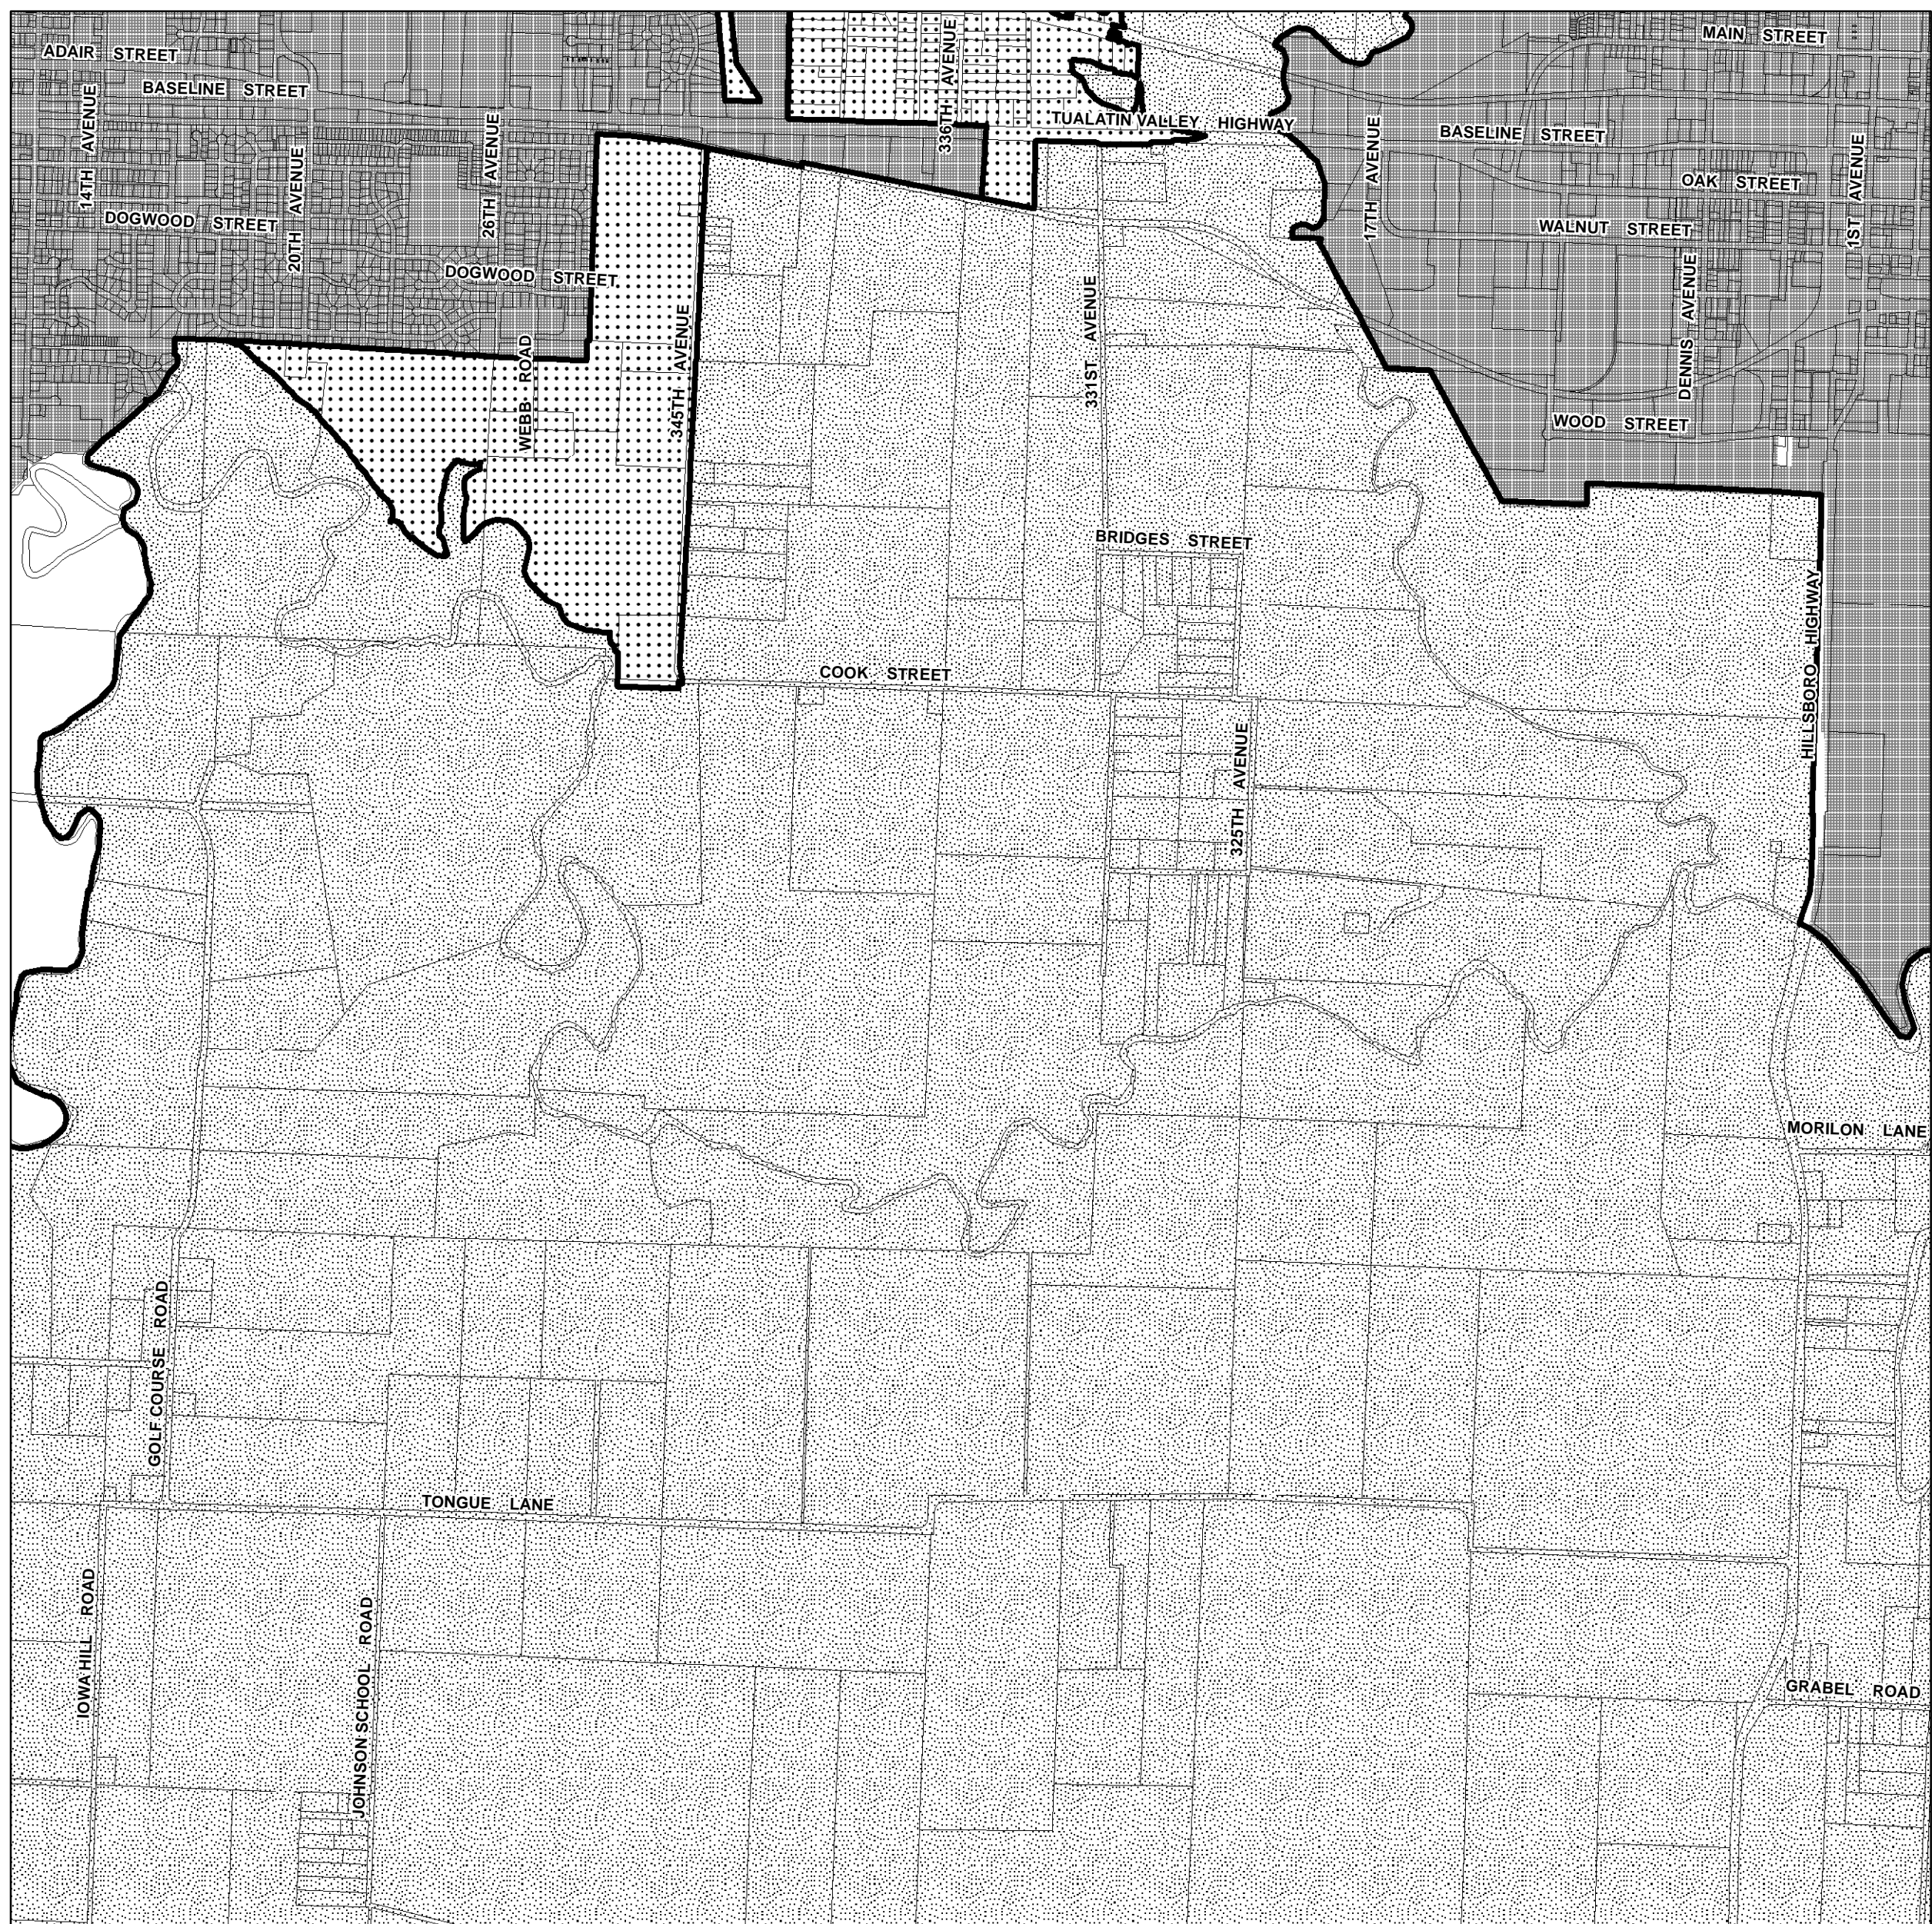 MAIN STREET
ADAIR STREET
336TH AVENUE
BASELINE STREET
TUALATIN VALLEY HIGHWAY
BASELINE STREET
14TH AVENUE
26TH AVENUE
17TH AVENUE
1ST AVENUE
20TH AVENUE
OAK STREET
DOGWOOD STREET
WALNUT STREET
DOGWOOD STREET
331ST AVENUE
DENNIS AVENUE
345TH AVENUE
WEBB ROAD
WOOD STREET
BRIDGES STREET
HILLSBORO HIGHWAY
COOK STREET
325TH AVENUE
MORILON LANE
GOLF COURSE ROAD
TONGUE LANE
IOWA HILL ROAD
JOHNSON SCHOOL ROAD
GRABEL ROAD